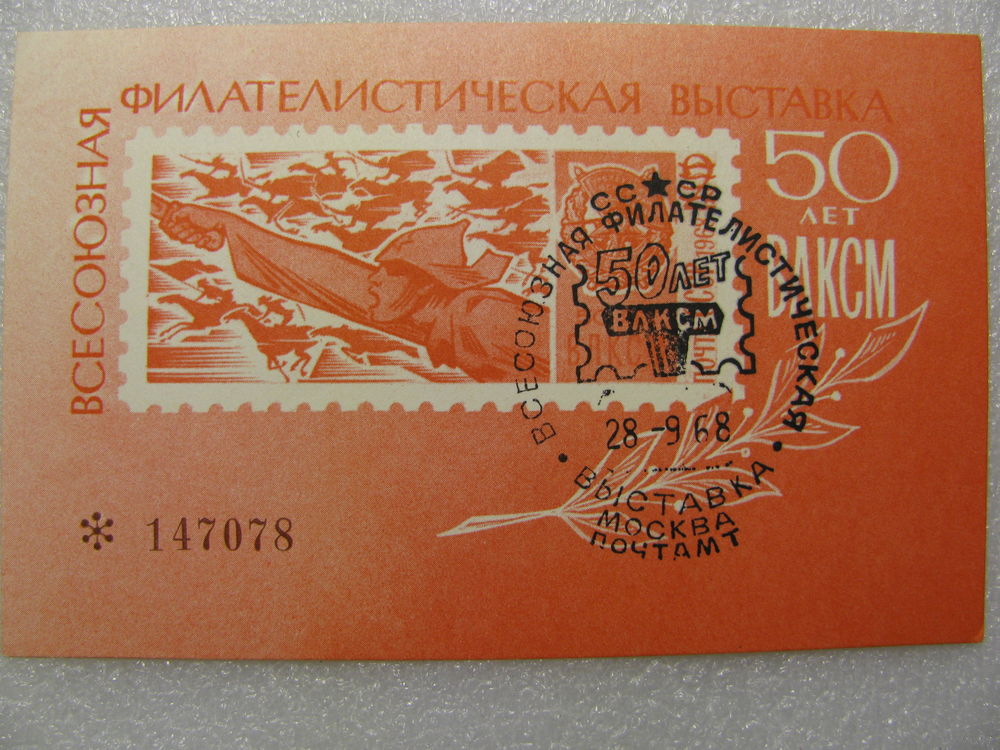 ВСЕСОЮЗНАЯ
ФИЛАТЕЛИСТИЧЕСКАЯ ВЫСТАВКА
50
ЛЕТ
ВЛКСМ
СССР
ВСЕСОЮЗНАЯ ФИЛАТЕЛИСТИЧЕСКАЯ
50 ЛЕТ
ВЛКСМ
28-9 68
ВЫСТАВКА
МОСКВА
ПОЧТАМТ
147078